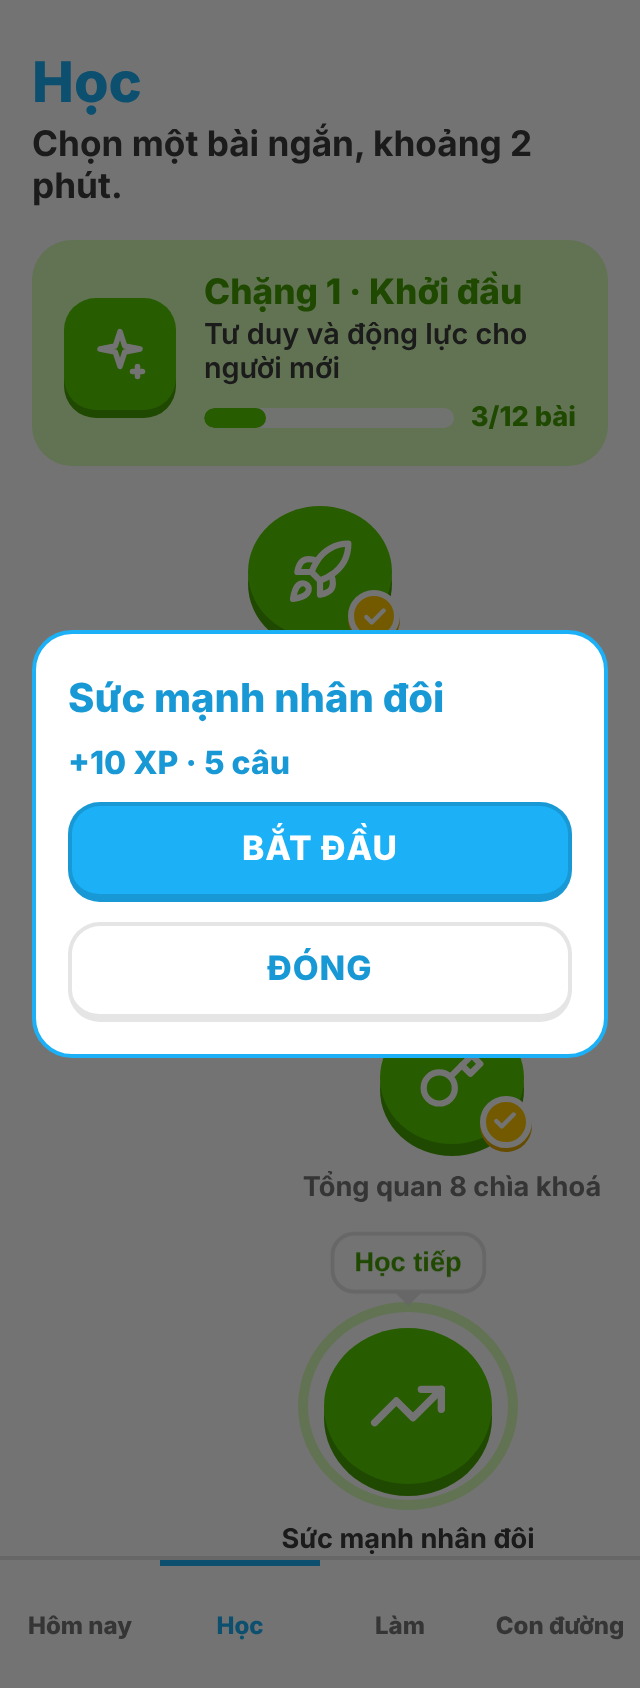 Học
Chọn một bài ngắn, khoảng 2
phút.
Chặng 1 · Khởi đầu
Tư duy và động lực cho
người mới
3/12 bài
Sức mạnh nhân đôi
+10 XP · 5 câu
BẮT ĐẦU
ĐÓNG
Tổng quan 8 chìa khoá
Học tiếp
Sức mạnh nhân đôi
Hôm nay
Học
Làm
Con đường